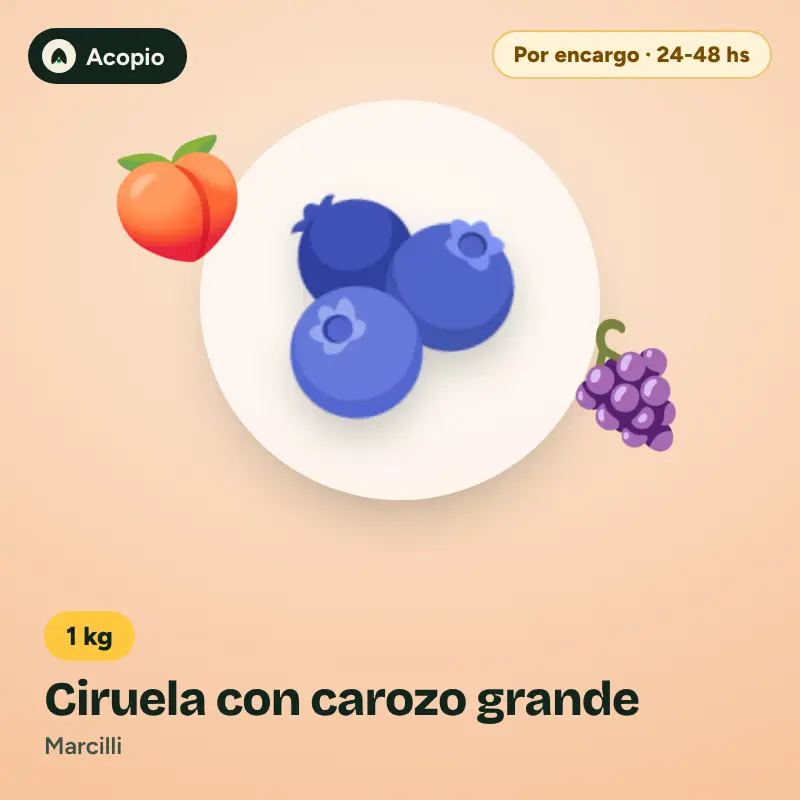 Acopio
Por encargo · 24-48 hs
1 kg
Ciruela con carozo grande
Marcilli